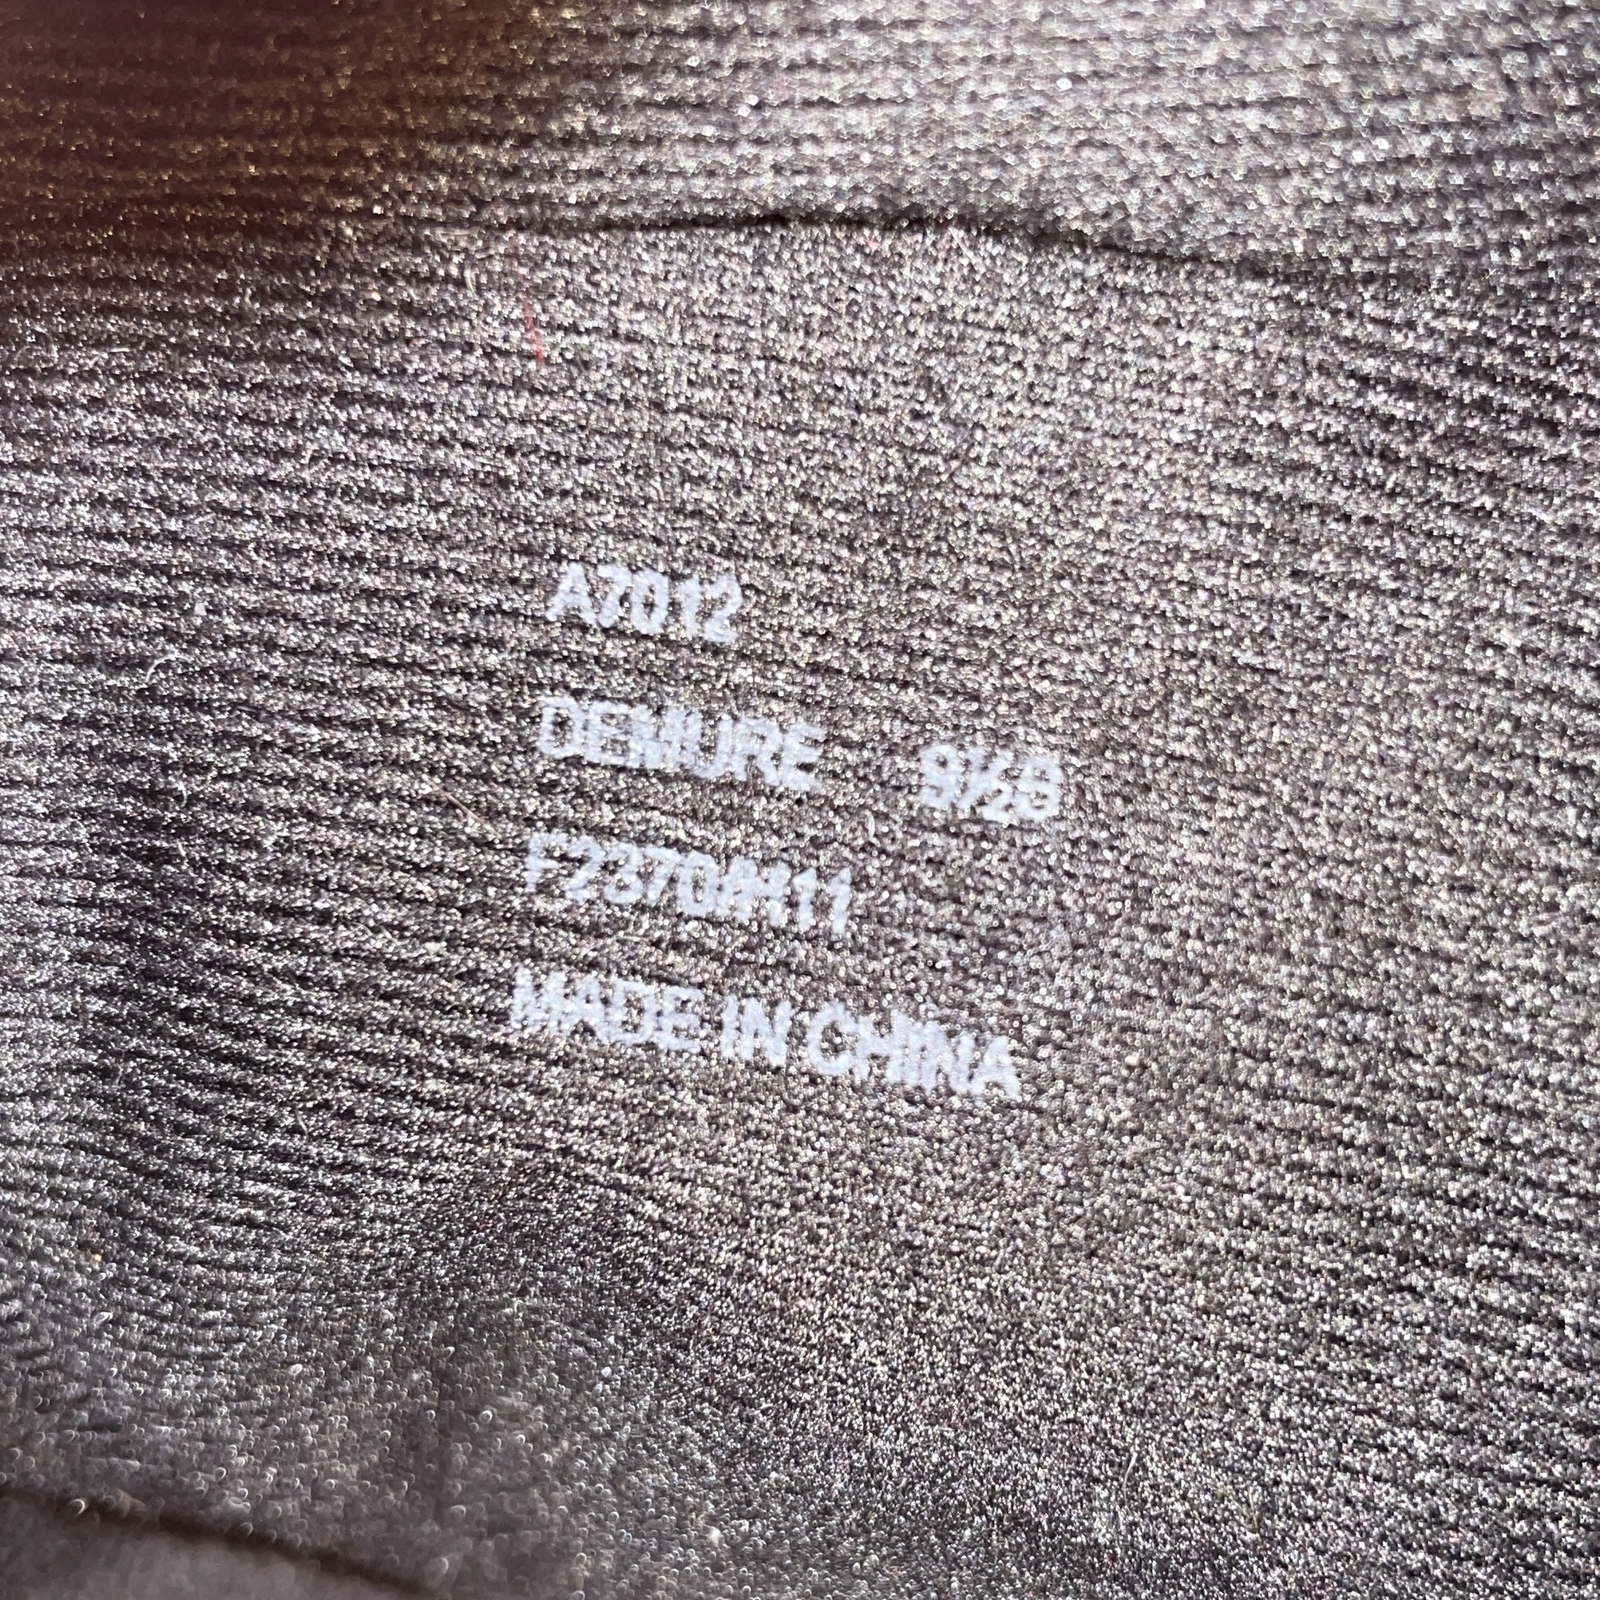 A7012
DEMURE 9½B
F2370/H11
MADE IN CHINA